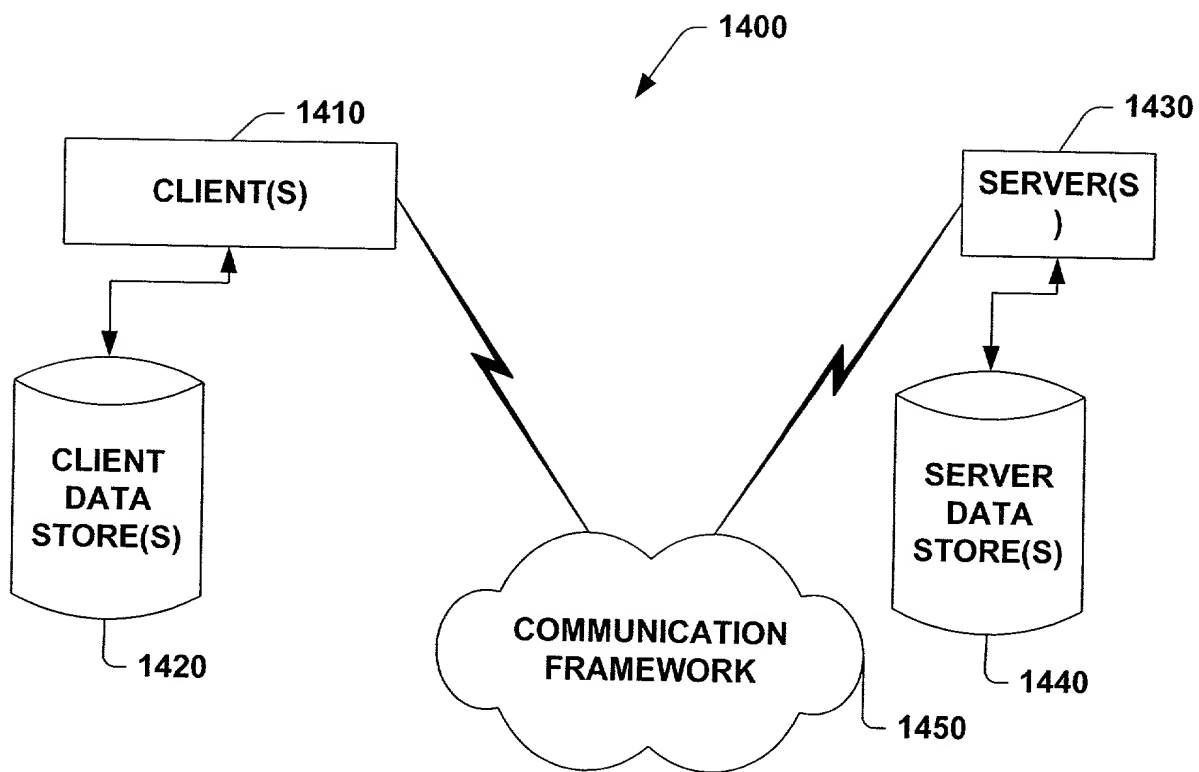 1400
1410
CLIENT(S)
1430
SERVER(S
)
CLIENT
DATA
STORE(S)
1420
SERVER
DATA
STORE(S)
1440
COMMUNICATION
FRAMEWORK
1450